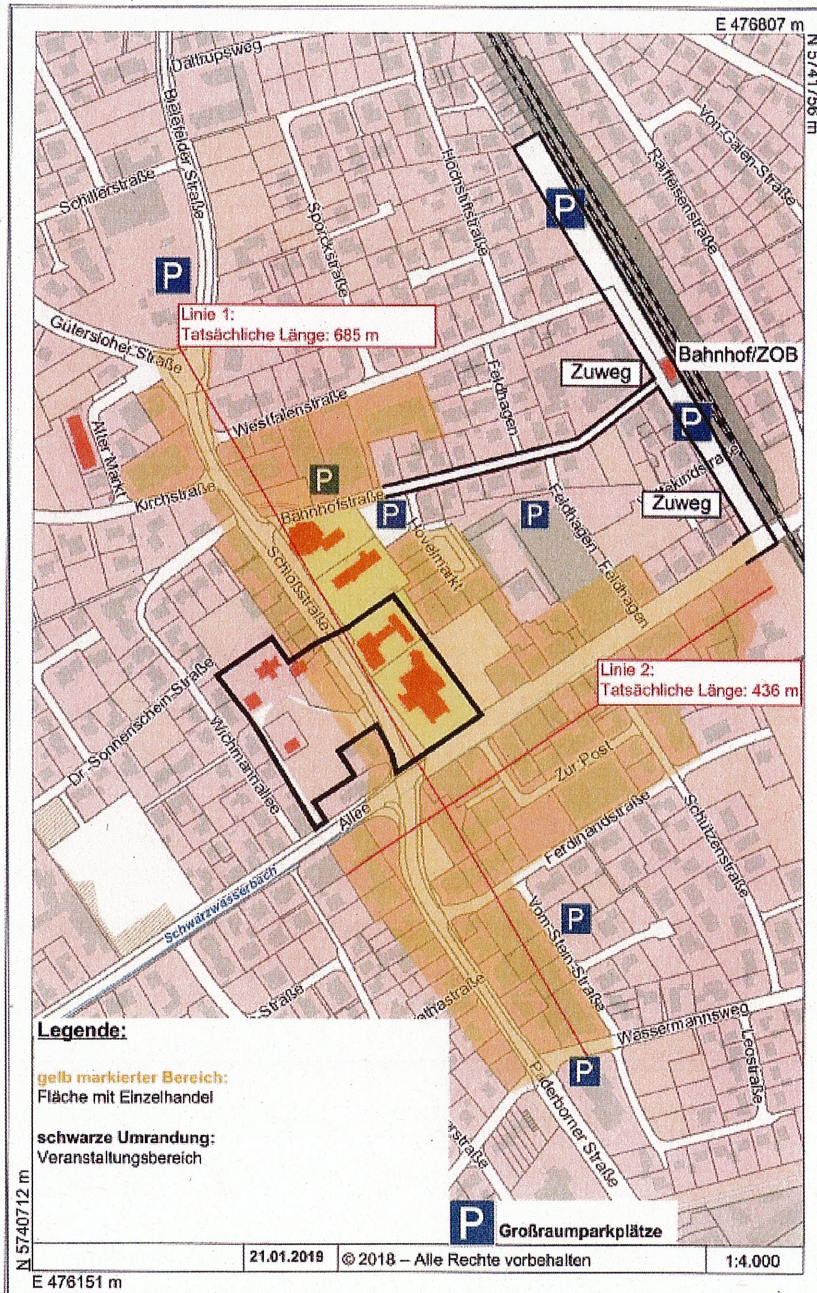 E 476807 m
N 5741756 m
Daltrupsweg
Bielefelder Straße
Schillerstraße
Sporckstraße
Hochstiftstraße
Von-Galen-Straße
Raiffeisenstraße
P
P
Gütersloher Straße
Linie 1:
Tatsächliche Länge: 685 m
Bahnhof/ZOB
Zuweg
P
Feldhagen
Westfalenstraße
Alter Markt
Kirchstraße
P
Bahnhofstraße
P
Hövelmarkt
P
Feldhagen
Feldhagen
Zuweg
Schloßstraße
Linie 2:
Tatsächliche Länge: 436 m
Dr.-Sonnenschein-Straße
Wichmannallee
Allee
Zur Post
Ferdinandstraße
Schützenstraße
Schwarzwasserbach
P
Vom-Stein-Straße
-Straße
Wassermannsweg
P
Leostraße
Paderborner Straße
Legende:
gelb markierter Bereich:
Fläche mit Einzelhandel
schwarze Umrandung:
Veranstaltungsbereich
P Großraumparkplätze
N 5740712 m
21.01.2019 © 2018 – Alle Rechte vorbehalten 1:4.000
E 476151 m